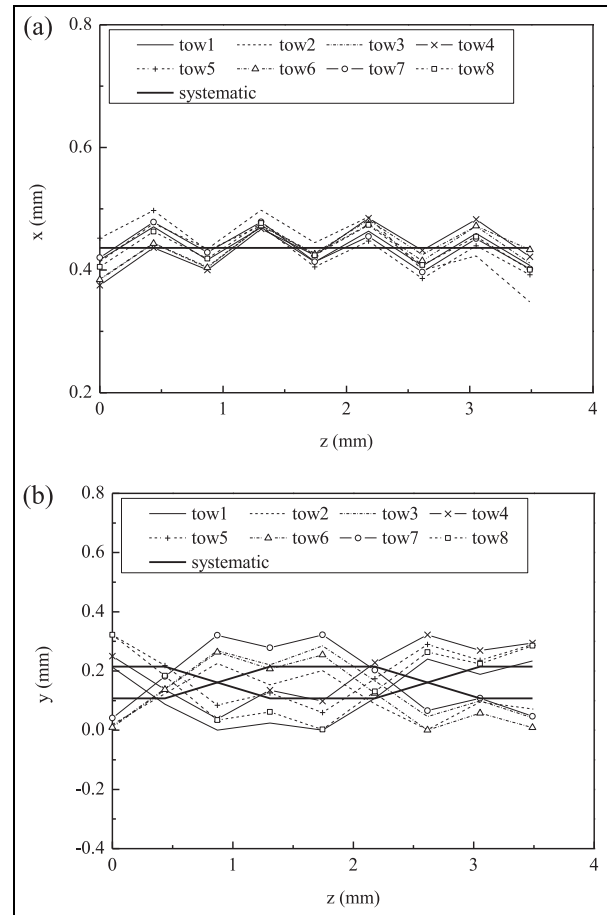 (a)
tow1 tow2 tow3 tow4
tow5 tow6 tow7 tow8
systematic
0.8
0.6
0.4
0.2
x (mm)
0 1 2 3 4
z (mm)
(b)
tow1 tow2 tow3 tow4
tow5 tow6 tow7 tow8
systematic
0.8
0.6
0.4
0.2
0.0
-0.2
-0.4
y (mm)
0 1 2 3 4
z (mm)